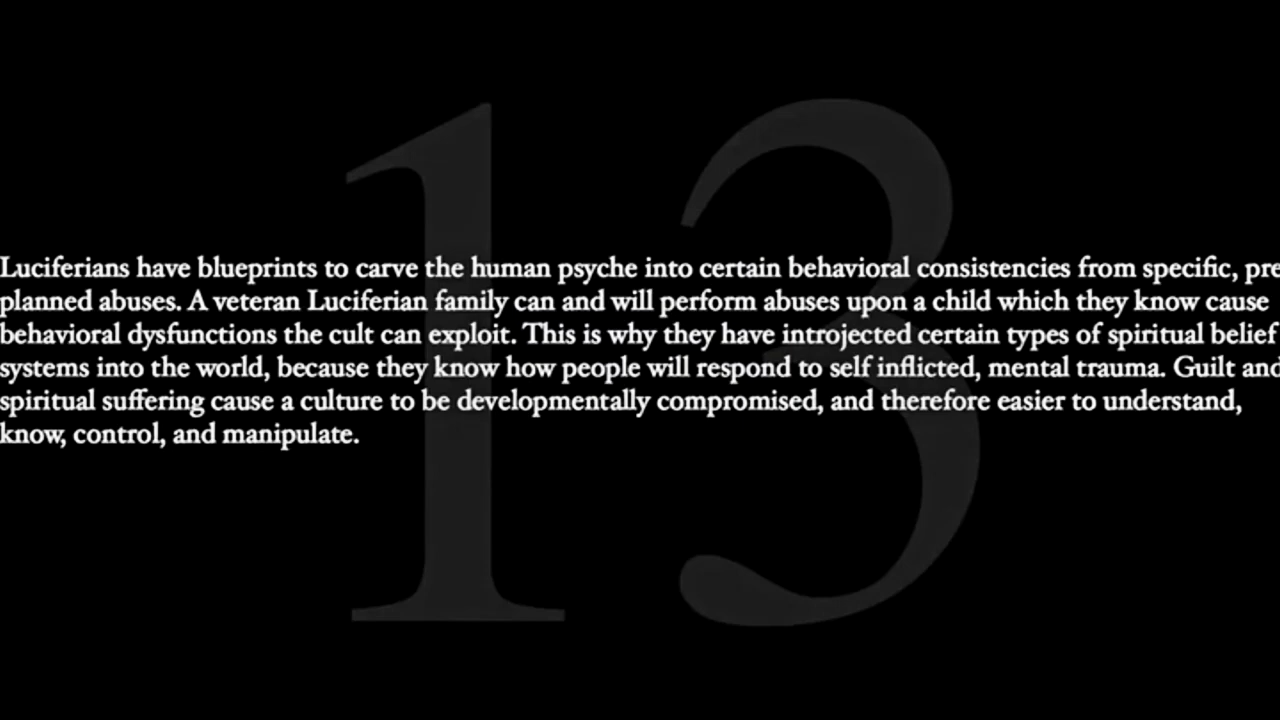 13
Luciferians have blueprints to carve the human psyche into certain behavioral consistencies from specific, pre
planned abuses. A veteran Luciferian family can and will perform abuses upon a child which they know cause
behavioral dysfunctions the cult can exploit. This is why they have introjected certain types of spiritual belief
systems into the world, because they know how people will respond to self inflicted, mental trauma. Guilt and
spiritual suffering cause a culture to be developmentally compromised, and therefore easier to understand,
know, control, and manipulate.